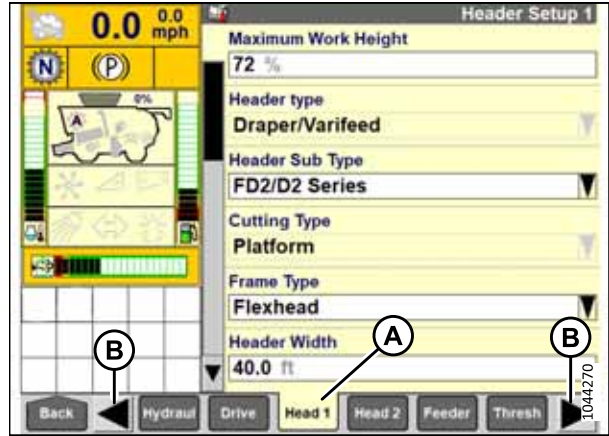 0.0
0.0 mph
N
(P)
0%
A
Header Setup 1
Maximum Work Height
72 %
Header type
Draper/Varifeed
Header Sub Type
FD2/D2 Series
Cutting Type
Platform
Frame Type
Flexhead
Header Width
40.0 ft
B
A
B
Back
Hydraul
Drive
Head 1
Head 2
Feeder
Thresh
1044270